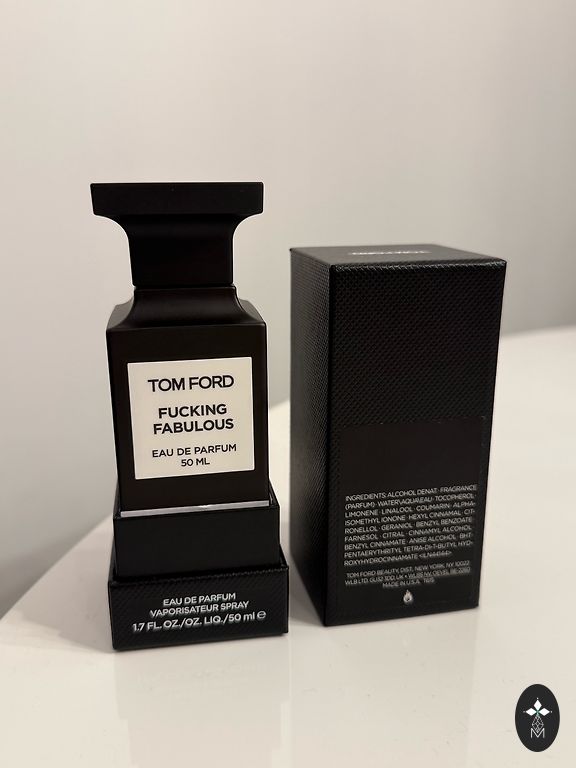 TOM FORD
FUCKING
FABULOUS
EAU DE PARFUM
50 ML
EAU DE PARFUM
VAPORISATEUR SPRAY
1.7 FL. OZ./OZ. LIQ./50 ml ℮
TOM FORD
INGREDIENTS: ALCOHOL DENAT· FRAGRANCE
(PARFUM)· WATER\AQUA\EAU· TOCOPHEROL·
LIMONENE· LINALOOL· COUMARIN· ALPHA-
ISOMETHYL IONONE· HEXYL CINNAMAL· CIT-
RONELLOL· GERANIOL· BENZYL BENZOATE·
FARNESOL· CITRAL· CINNAMYL ALCOHOL·
BENZYL CINNAMATE· ANISE ALCOHOL· BHT·
PENTAERYTHRITYL TETRA-DI-T-BUTYL HYD-
ROXYHYDROCINNAMATE <ILN44144>
TOM FORD BEAUTY, DIST. NEW YORK, NY 10022
MADE IN U.S.A.